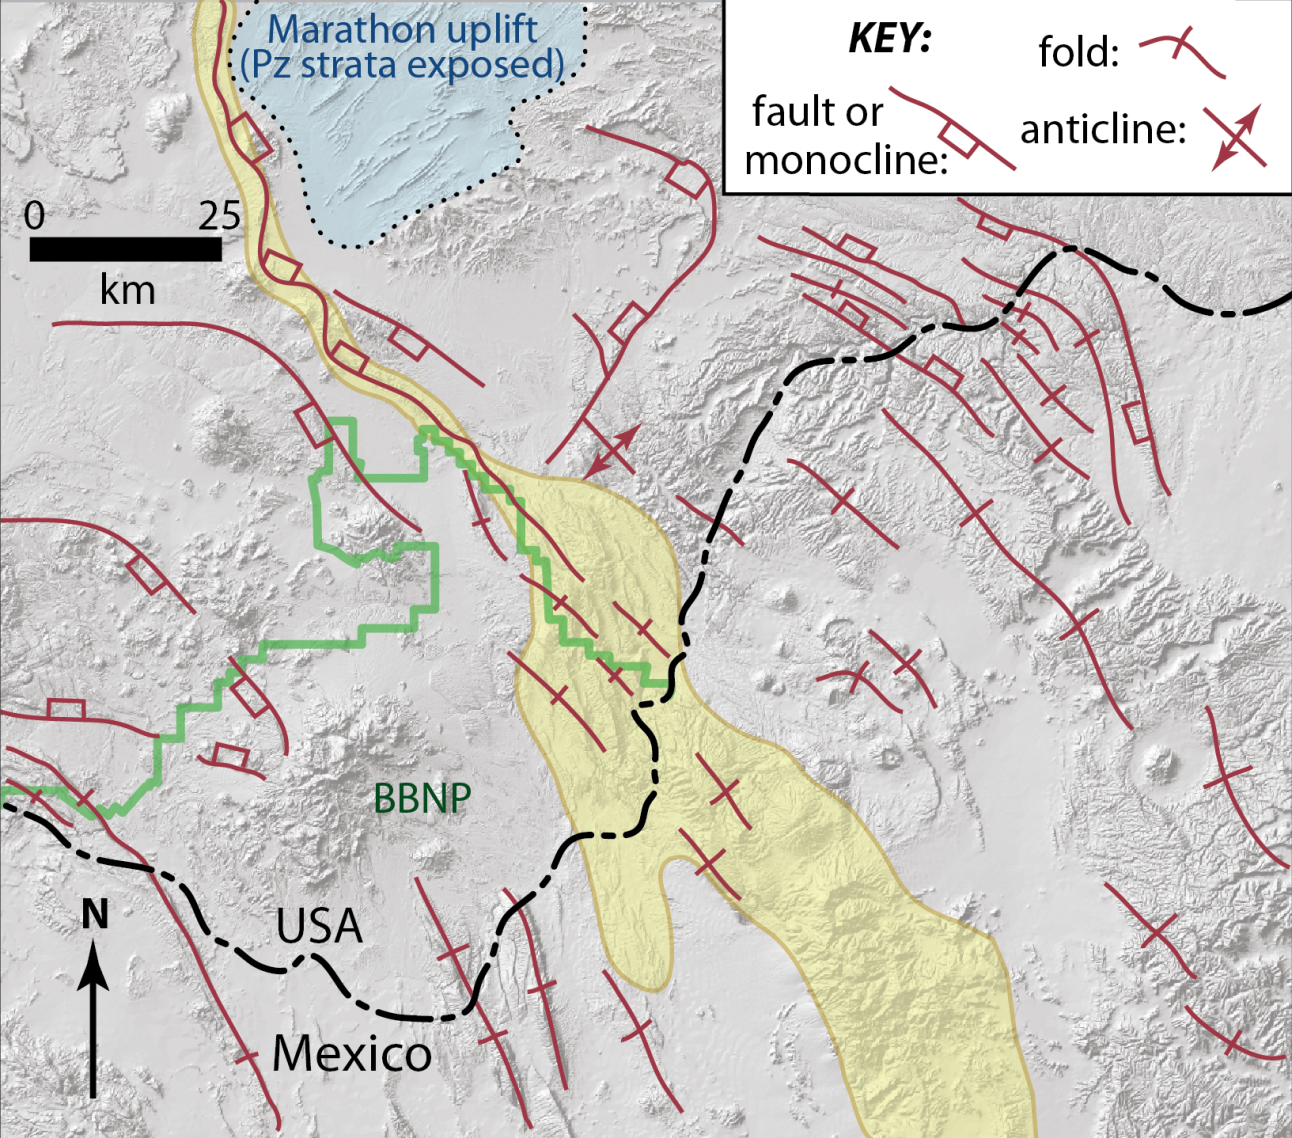 Marathon uplift
(Pz strata exposed)
KEY:
fold:
fault or
monocline:
anticline:
0 25
km
BBNP
N
USA
Mexico